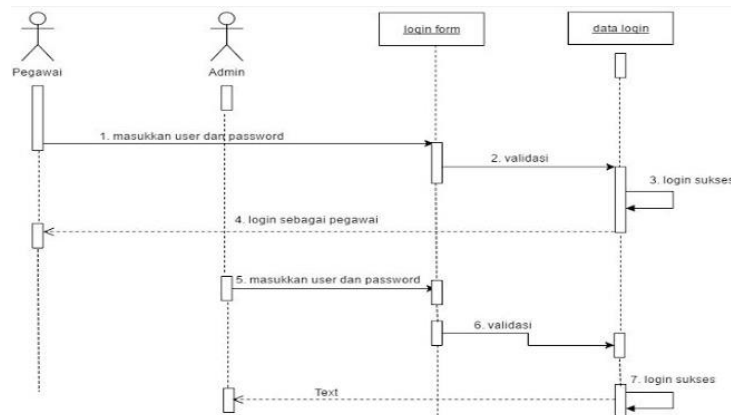 login form
data login
Pegawai
Admin
1. masukkan user dan password
2. validasi
3. login sukses
4. login sebagai pegawai
5. masukkan user dan password
6. validasi
7. login sukses
Text